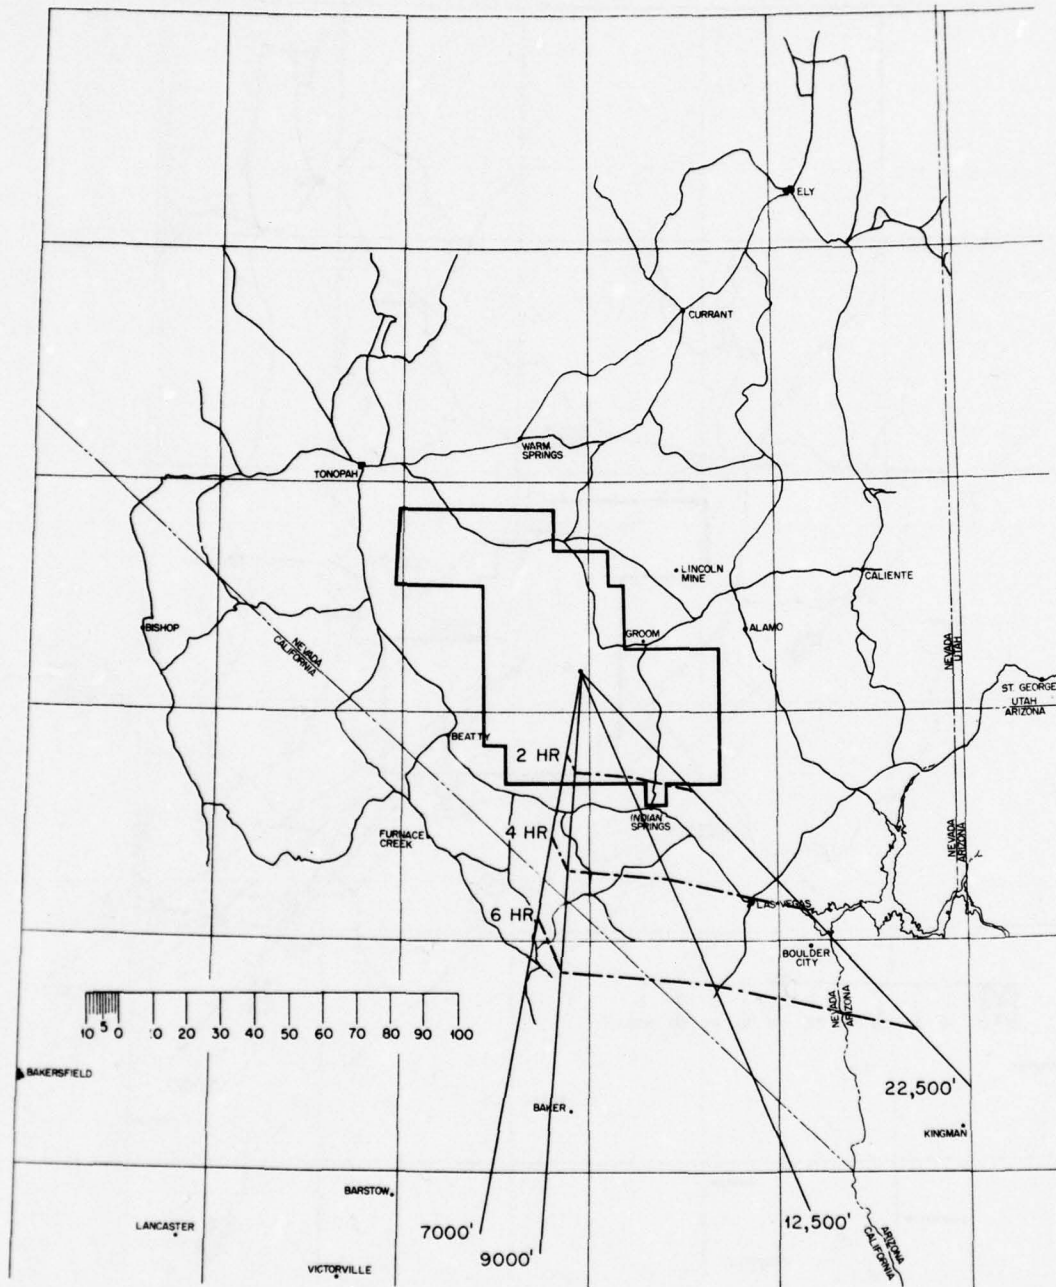 ELY
CURRANT
WARM
SPRINGS
TONOPAH
LINCOLN
MINE
CALIENTE
BISHOP
GROOM
ALAMO
NEVADA
CALIFORNIA
NEVADA
UTAH
ST. GEORGE
UTAH
ARIZONA
BEATTY
2 HR
INDIAN
SPRINGS
FURNACE
CREEK
4 HR
NEVADA
ARIZONA
6 HR
LAS VEGAS
BOULDER
CITY
NEVADA
ARIZONA
10 5 0 10 20 30 40 50 60 70 80 90 100
BAKERSFIELD
22,500'
BAKER
KINGMAN
BARSTOW
LANCASTER
7000'
9000'
12,500'
ARIZONA
CALIFORNIA
VICTORVILLE